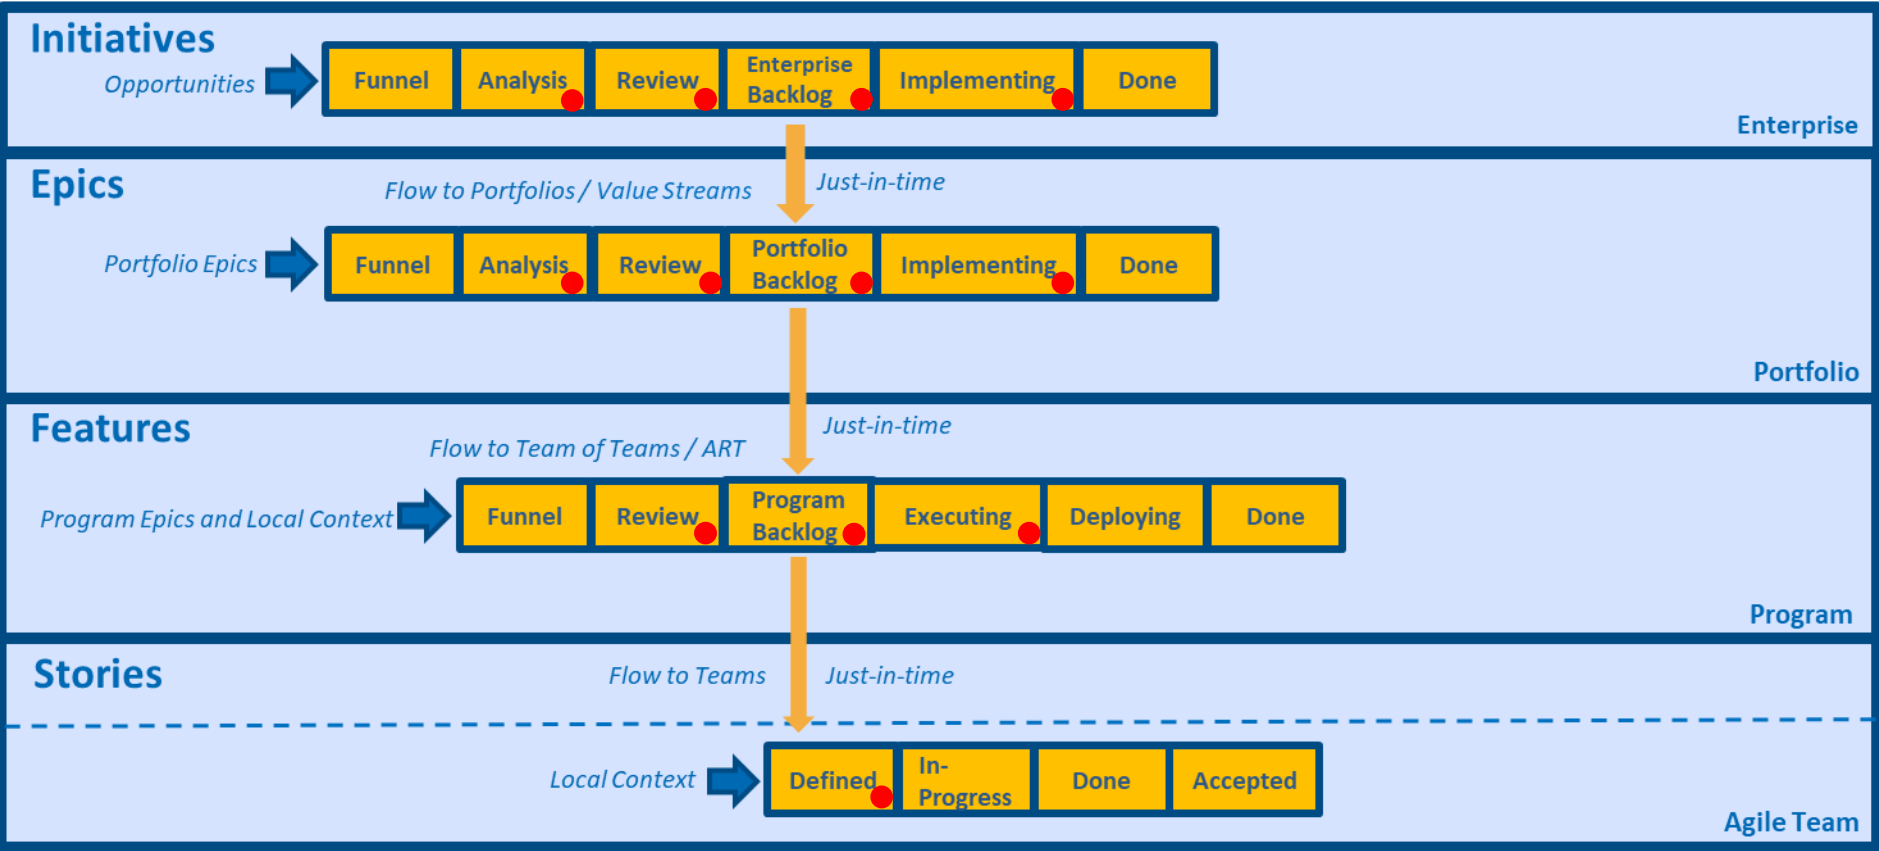 Initiatives
Opportunities
Funnel
Analysis
Review
Enterprise
Backlog
Implementing
Done
Enterprise
Epics
Flow to Portfolios / Value Streams
Just-in-time
Portfolio Epics
Funnel
Analysis
Review
Portfolio
Backlog
Implementing
Done
Portfolio
Features
Just-in-time
Flow to Team of Teams / ART
Program Epics and Local Context
Funnel
Review
Program
Backlog
Executing
Deploying
Done
Program
Stories
Flow to Teams
Just-in-time
Local Context
Defined
In-
Progress
Done
Accepted
Agile Team